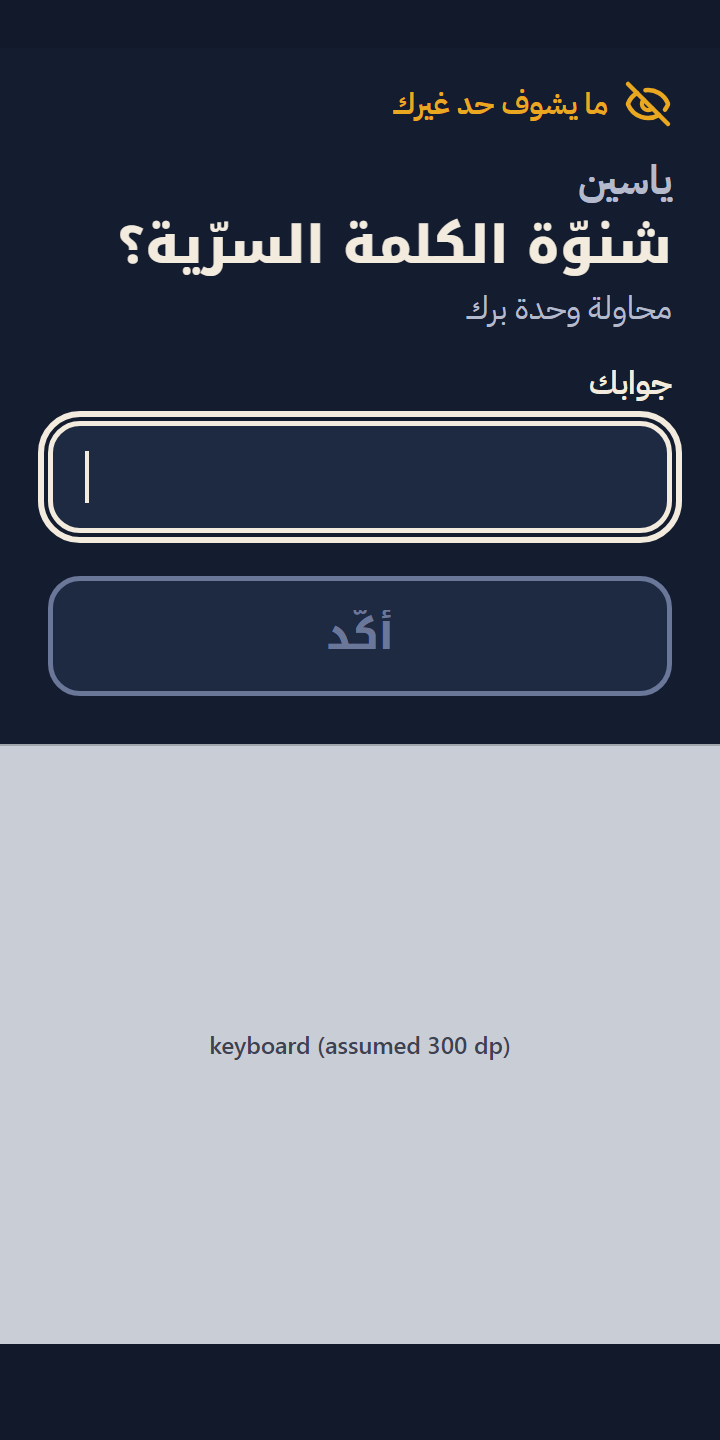 ما يشوف حد غيرك
ياسين
شنوّة الكلمة السرّية؟
محاولة وحدة برك
جوابك
أكّد
keyboard (assumed 300 dp)